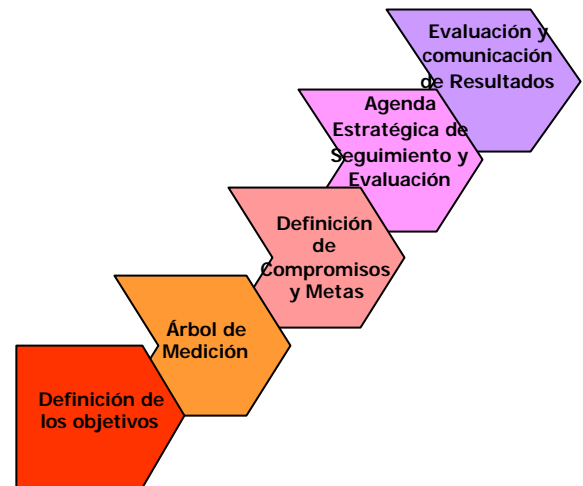 Evaluación y
comunicación
de Resultados
Agenda
Estratégica de
Seguimiento y
Evaluación
Definición
de
Compromisos
y Metas
Árbol de
Medición
Definición de
los objetivos